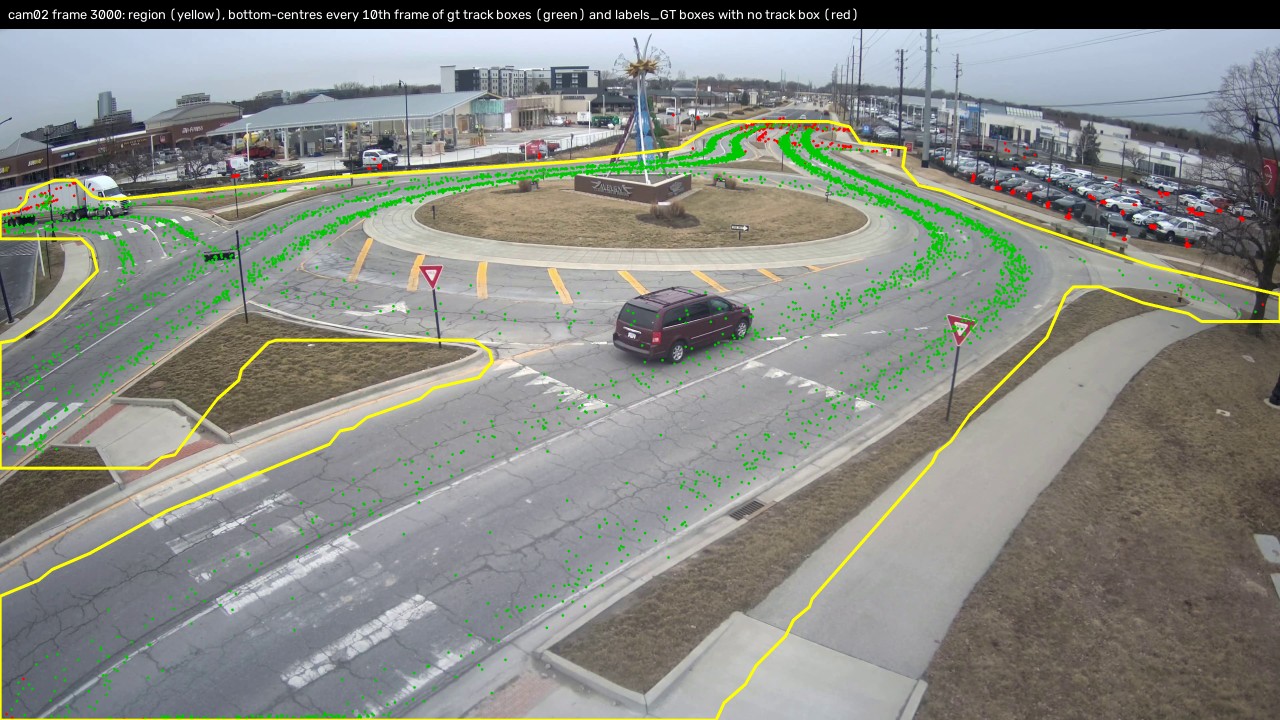 cam02 frame 3000: region (yellow), bottom-centres every 10th frame of gt track boxes (green) and labels_GT boxes with no track box (red)